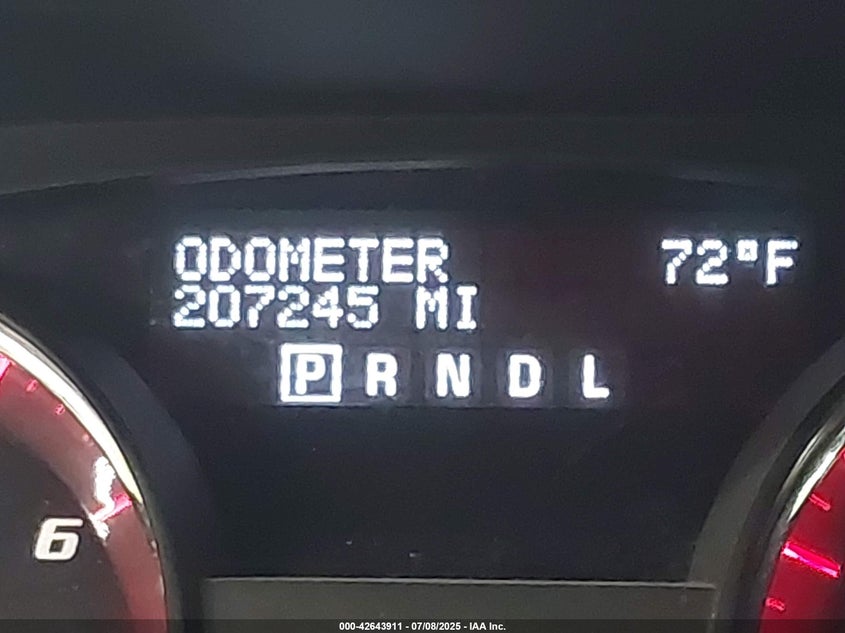 ODOMETER 72°F
207245 MI
P R N D L
6
000-42643911 - 07/08/2025 - IAA Inc.